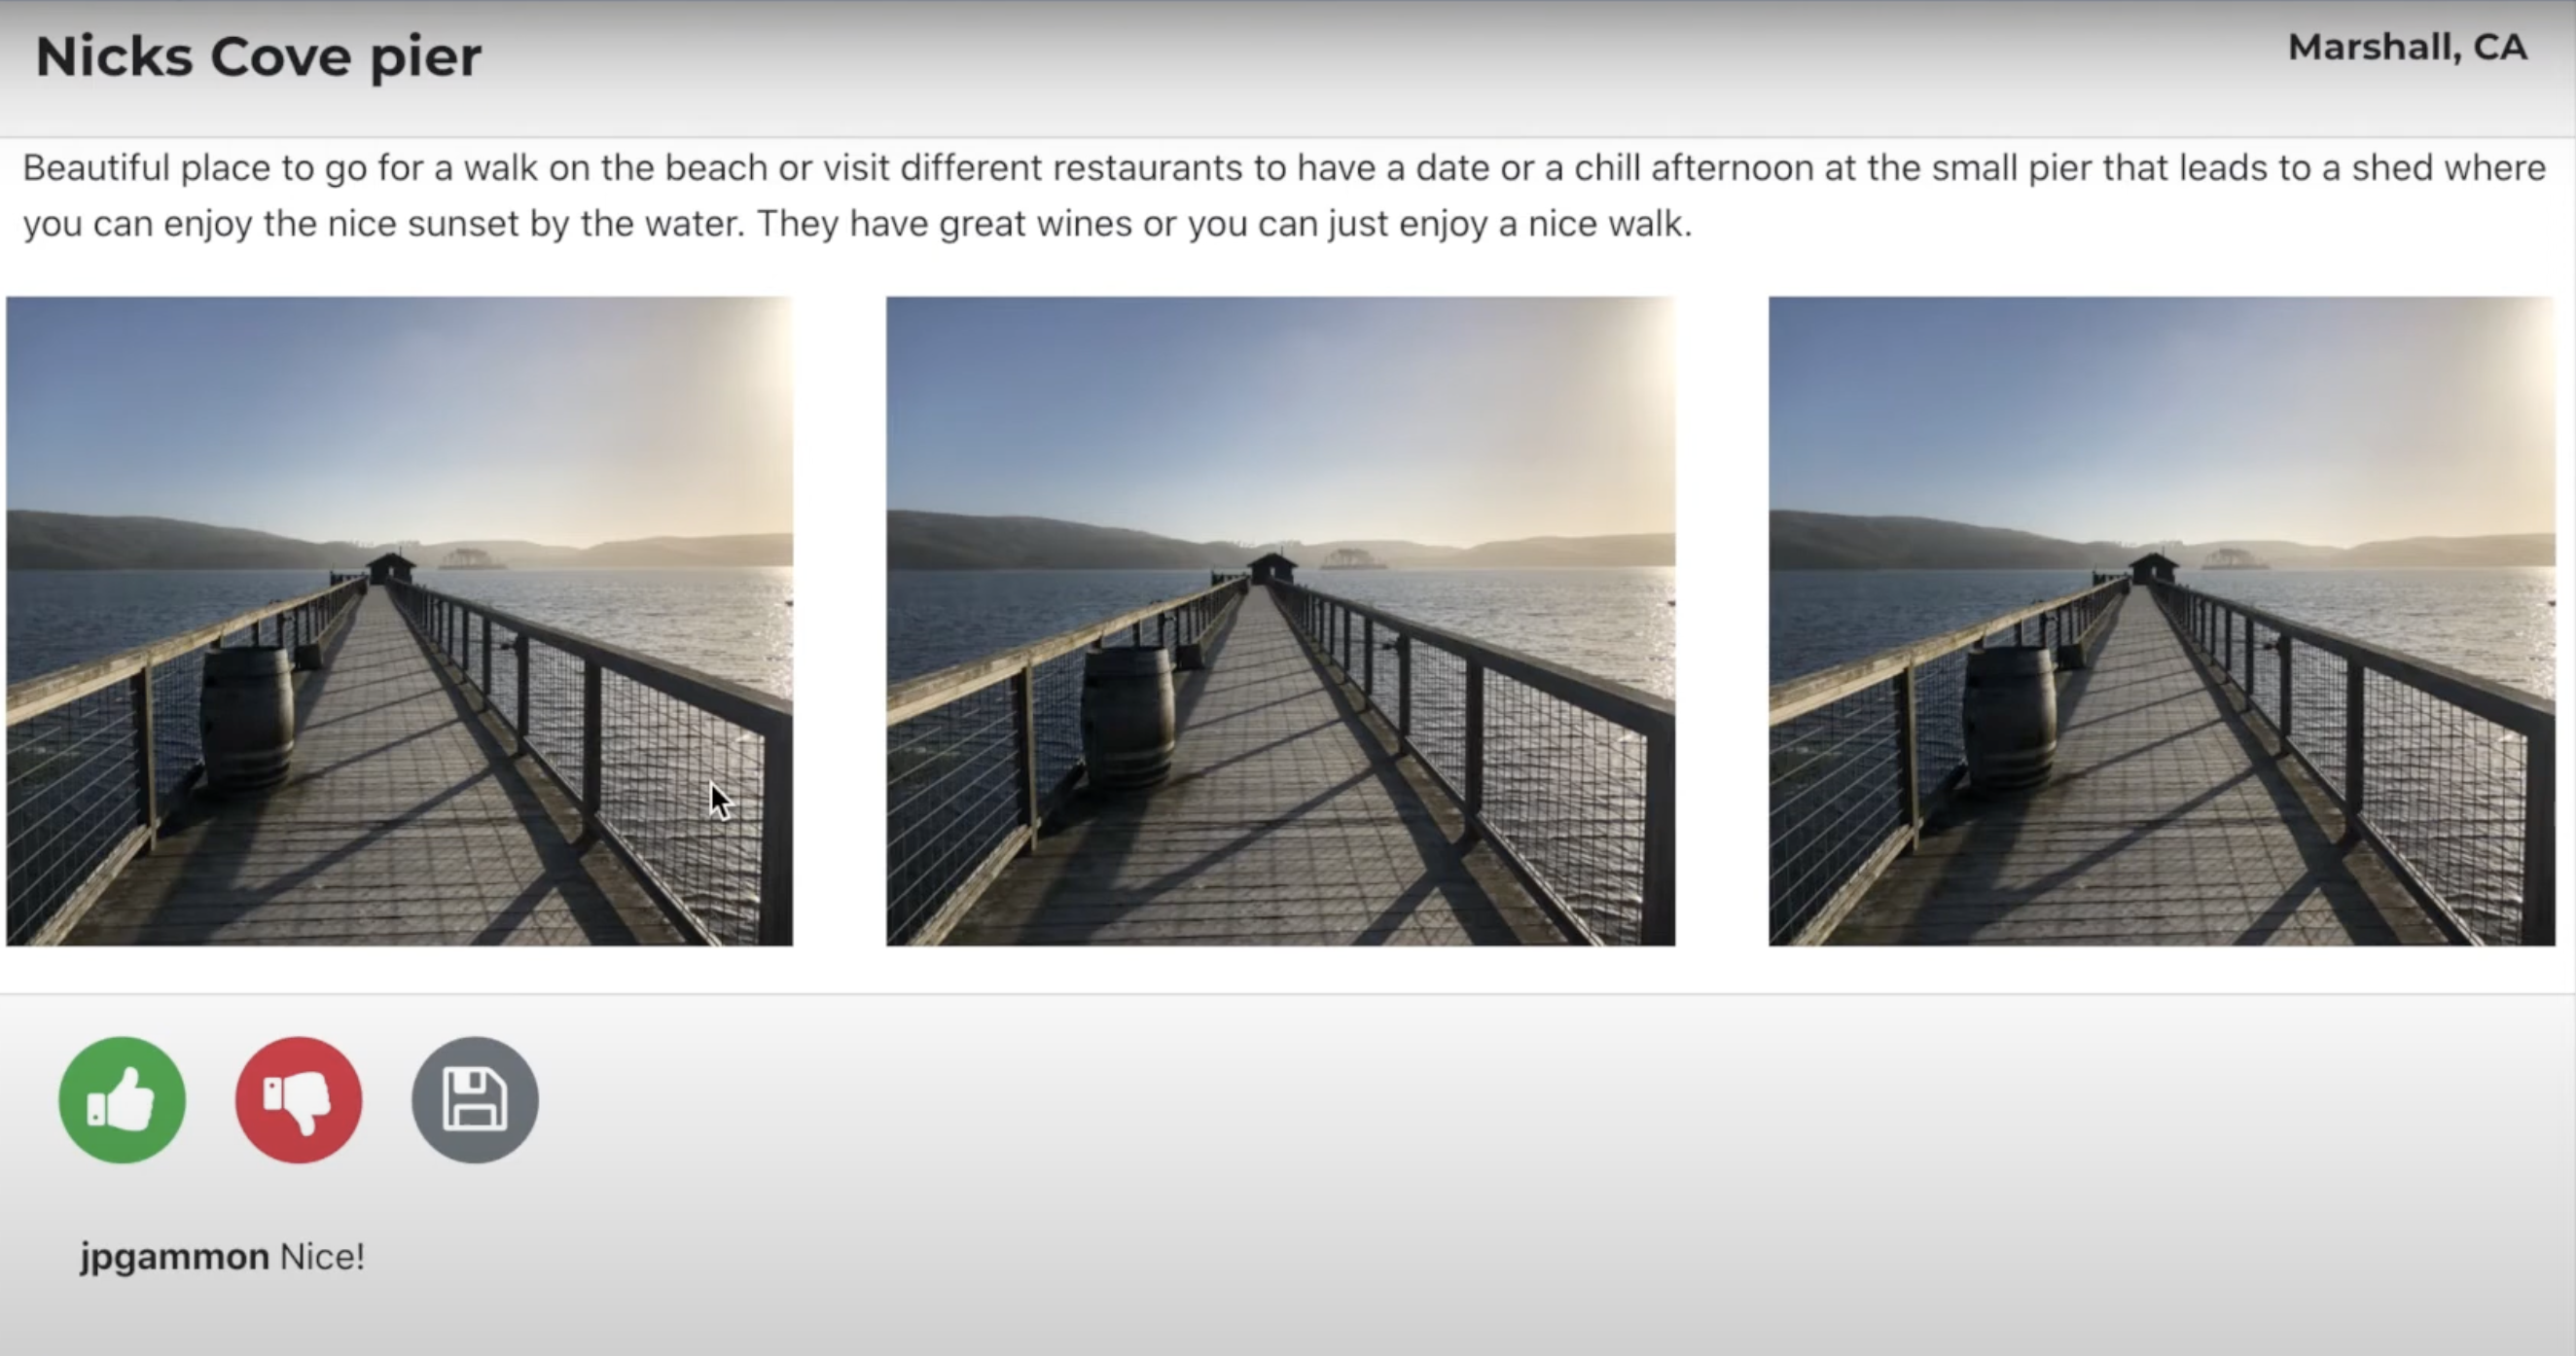 Nicks Cove pier
Marshall, CA
Beautiful place to go for a walk on the beach or visit different restaurants to have a date or a chill afternoon at the small pier that leads to a shed where
you can enjoy the nice sunset by the water. They have great wines or you can just enjoy a nice walk.
jpgammon Nice!